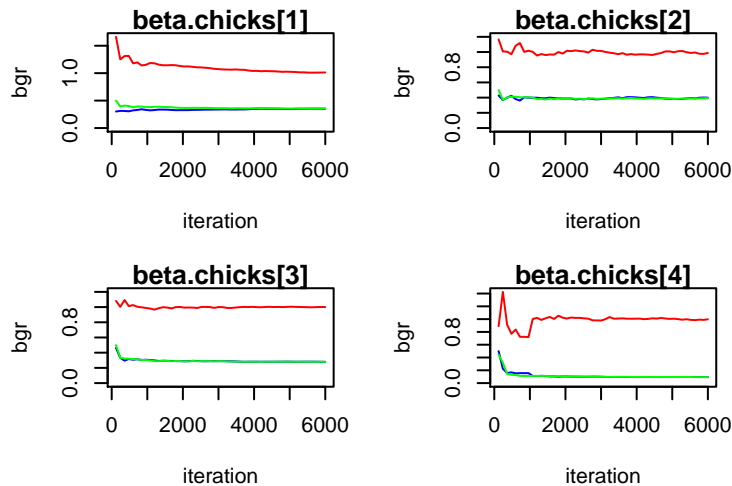 beta.chicks[1]
bgr
0.0 1.0
0 2000 4000 6000
iteration
beta.chicks[2]
bgr
0.0 0.8
0 2000 4000 6000
iteration
beta.chicks[3]
bgr
0.0 0.8
0 2000 4000 6000
iteration
beta.chicks[4]
bgr
0.0 0.8
0 2000 4000 6000
iteration